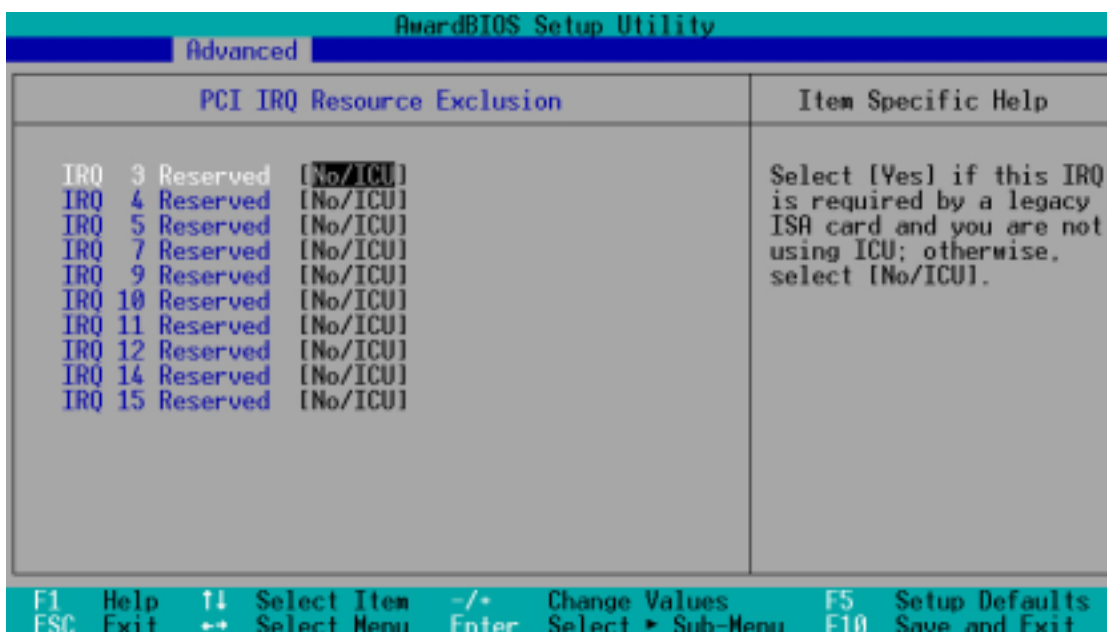 AwardBIOS Setup Utility
Advanced
PCI IRQ Resource Exclusion
IRQ 3 Reserved [No/ICU]
IRQ 4 Reserved [No/ICU]
IRQ 5 Reserved [No/ICU]
IRQ 7 Reserved [No/ICU]
IRQ 9 Reserved [No/ICU]
IRQ 10 Reserved [No/ICU]
IRQ 11 Reserved [No/ICU]
IRQ 12 Reserved [No/ICU]
IRQ 14 Reserved [No/ICU]
IRQ 15 Reserved [No/ICU]
Item Specific Help
Select [Yes] if this IRQ
is required by a legacy
ISA card and you are not
using ICU; otherwise,
select [No/ICU].
F1 Help ↑↓ Select Item -/+ Change Values F5 Setup Defaults
ESC Exit ←→ Select Menu Enter Select ► Sub-Menu F10 Save and Exit